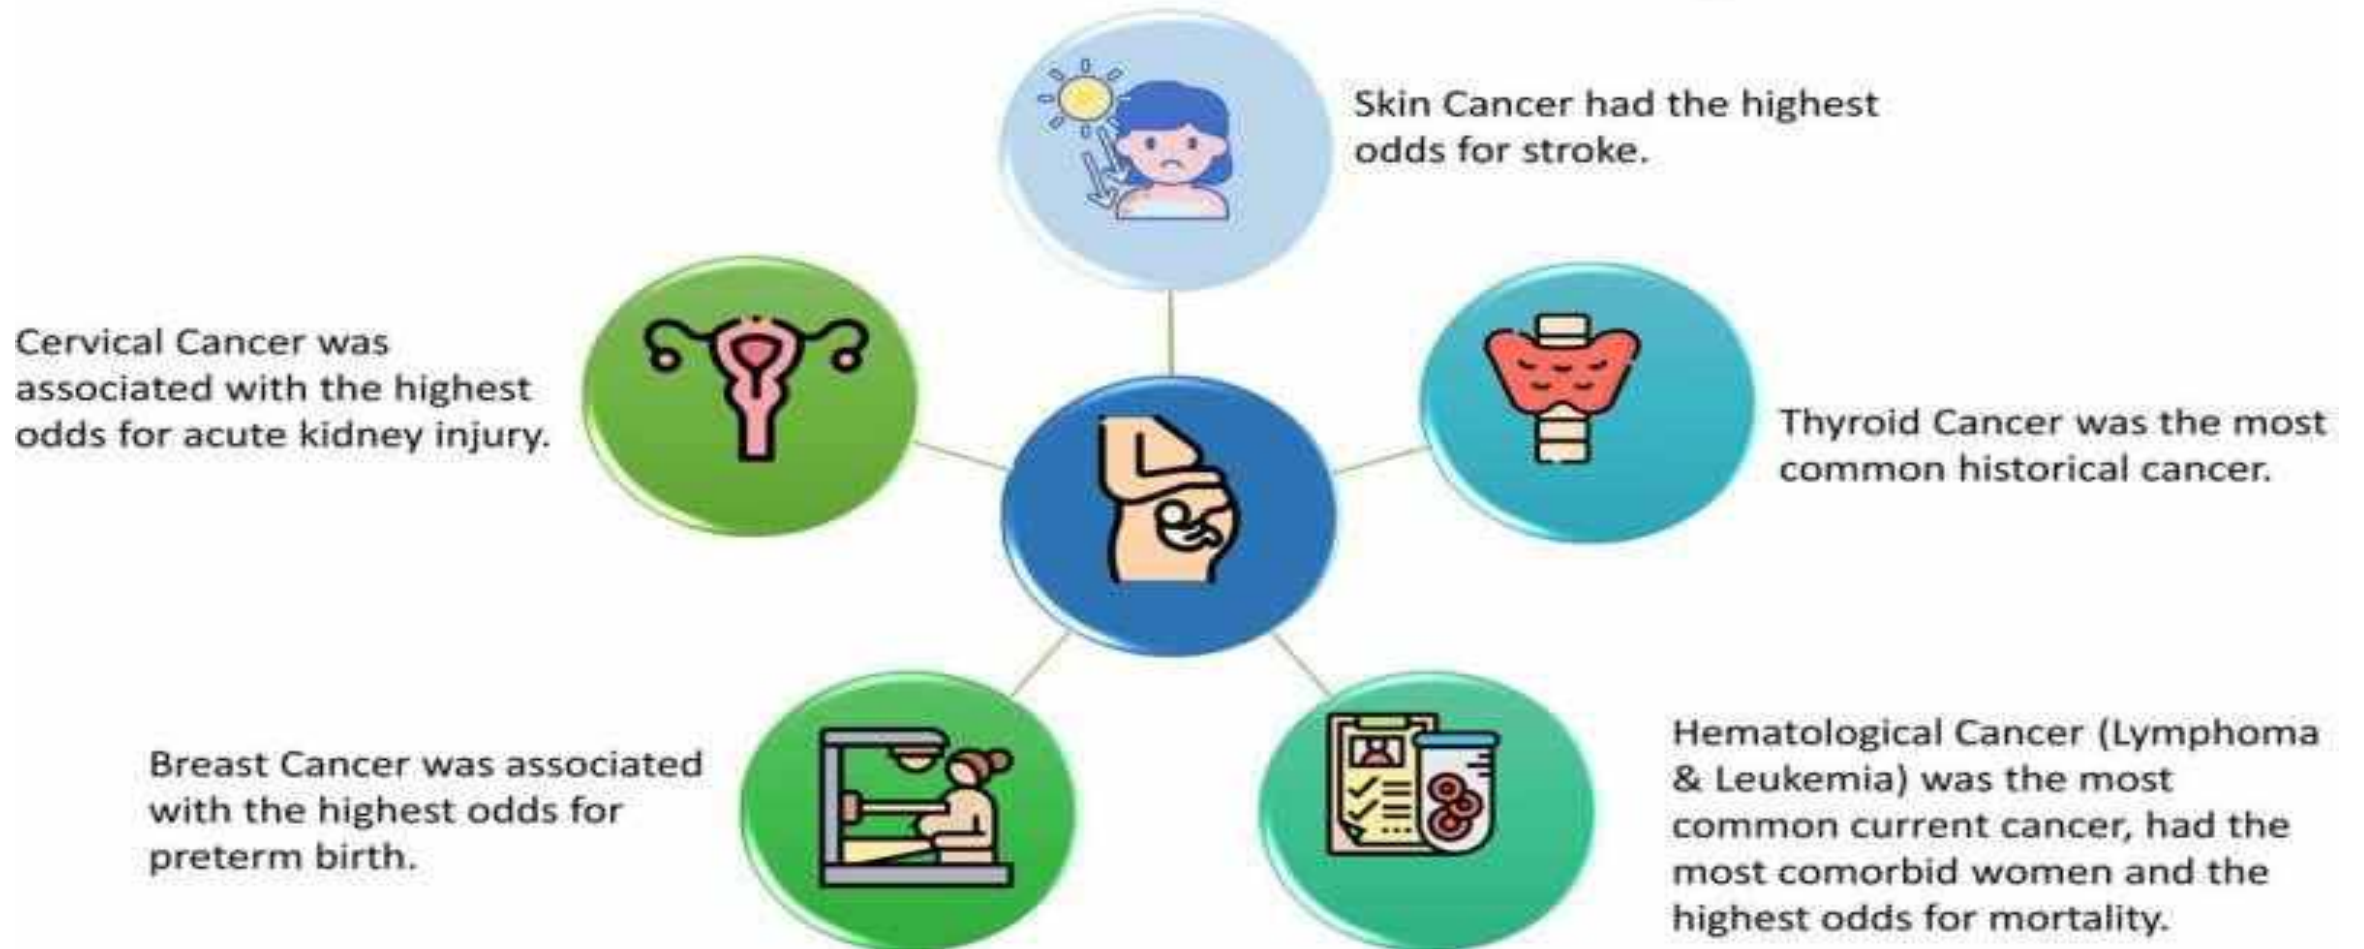 Skin Cancer had the highest
odds for stroke.
Cervical Cancer was
associated with the highest
odds for acute kidney injury.
Thyroid Cancer was the most
common historical cancer.
Breast Cancer was associated
with the highest odds for
preterm birth.
Hematological Cancer (Lymphoma
& Leukemia) was the most
common current cancer, had the
most comorbid women and the
highest odds for mortality.